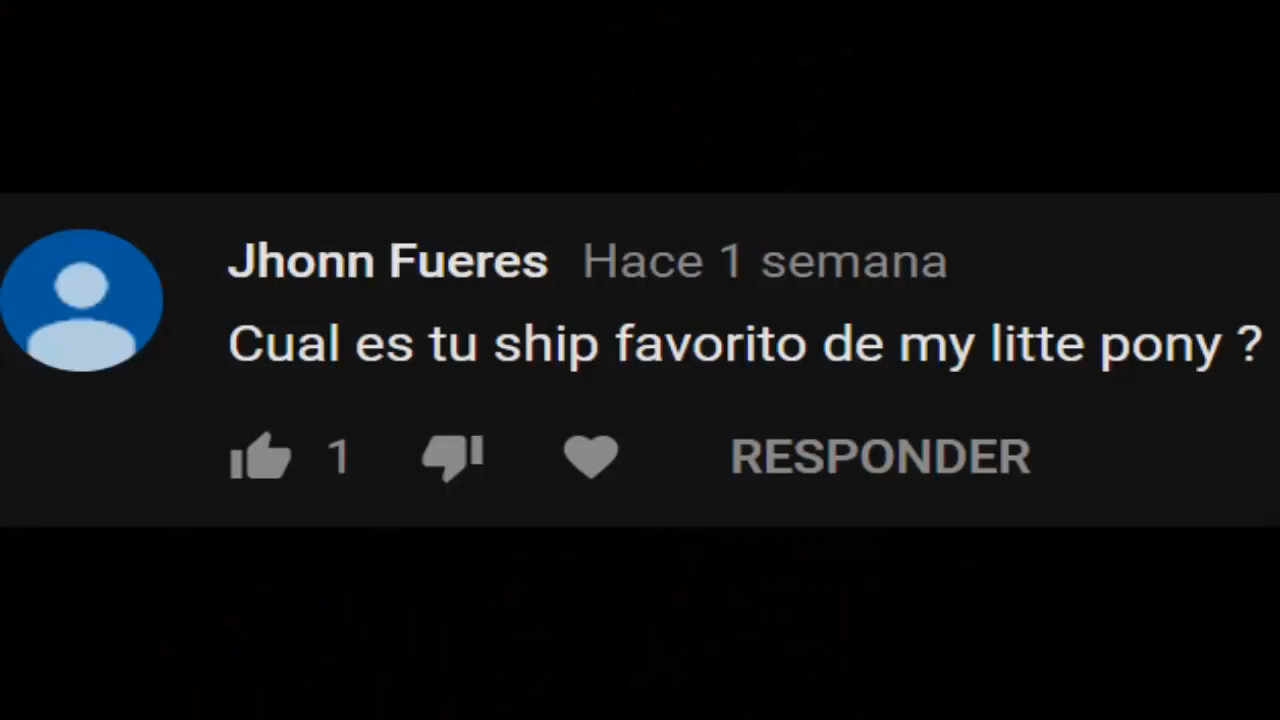 Jhonn Fueres Hace 1 semana
Cual es tu ship favorito de my litte pony ?
1 RESPONDER